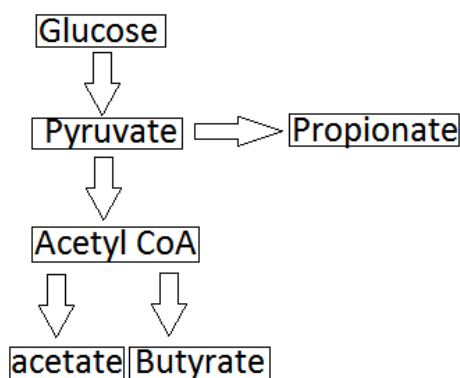 Glucose
Pyruvate
Propionate
Acetyl CoA
acetate
Butyrate